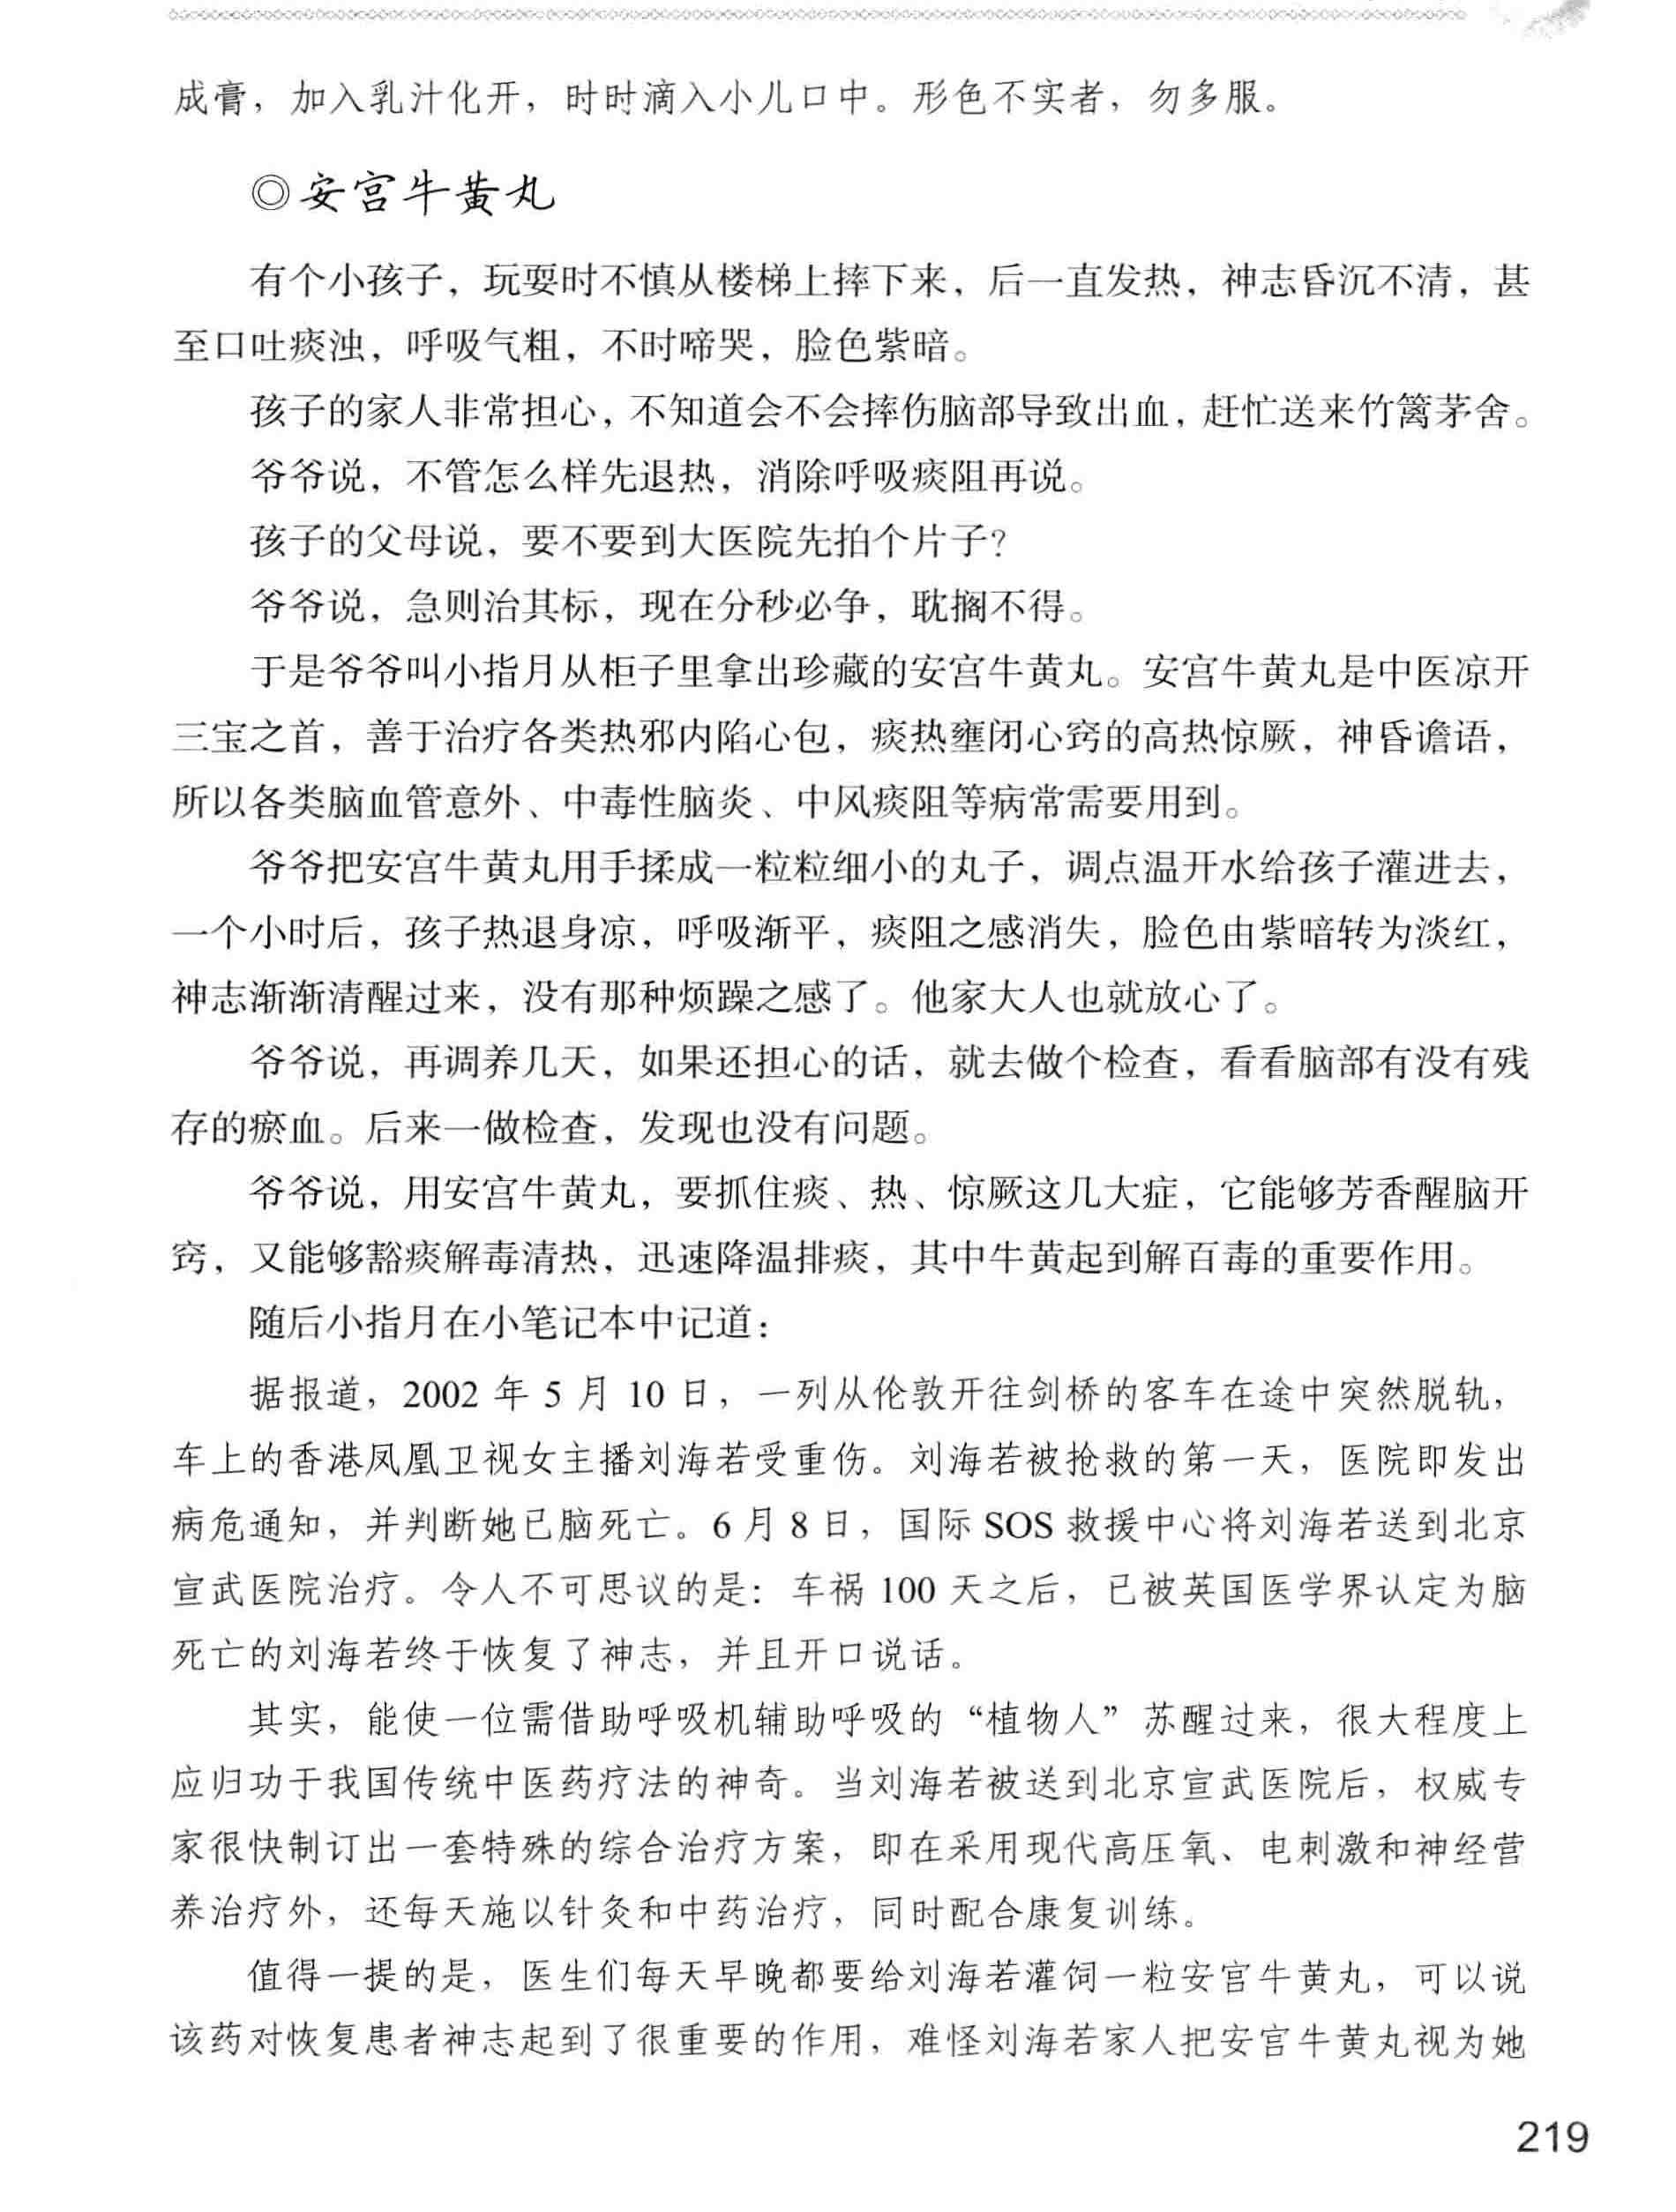 成膏，加入乳汁化开，时时滴入小儿口中。形色不实者，勿多服。
◎安宫牛黄丸
有个小孩子，玩耍时不慎从楼梯上摔下来，后一直发热，神志昏沉不清，甚
至口吐痰浊，呼吸气粗，不时啼哭，脸色紫暗。
孩子的家人非常担心，不知道会不会摔伤脑部导致出血，赶忙送来竹篱茅舍。
爷爷说，不管怎么样先退热，消除呼吸痰阻再说。
孩子的父母说，要不要到大医院先拍个片子？
爷爷说，急则治其标，现在分秒必争，耽搁不得。
于是爷爷叫小指月从柜子里拿出珍藏的安宫牛黄丸。安宫牛黄丸是中医凉开
三宝之首，善于治疗各类热邪内陷心包，痰热壅闭心窍的高热惊厥，神昏谵语，
所以各类脑血管意外、中毒性脑炎、中风痰阻等病常需要用到。
爷爷把安宫牛黄丸用手揉成一粒粒细小的丸子，调点温开水给孩子灌进去，
一个小时后，孩子热退身凉，呼吸渐平，痰阻之感消失，脸色由紫暗转为淡红，
神志渐渐清醒过来，没有那种烦躁之感了。他家大人也就放心了。
爷爷说，再调养几天，如果还担心的话，就去做个检查，看看脑部有没有残
存的瘀血。后来一做检查，发现也没有问题。
爷爷说，用安宫牛黄丸，要抓住痰、热、惊厥这几大症，它能够芳香醒脑开
窍，又能够豁痰解毒清热，迅速降温排痰，其中牛黄起到解百毒的重要作用。
随后小指月在小笔记本中记道：
据报道，2002 年 5 月 10 日，一列从伦敦开往剑桥的客车在途中突然脱轨，
车上的香港凤凰卫视女主播刘海若受重伤。刘海若被抢救的第一天，医院即发出
病危通知，并判断她已脑死亡。6 月 8 日，国际 SOS 救援中心将刘海若送到北京
宣武医院治疗。令人不可思议的是：车祸 100 天之后，已被英国医学界认定为脑
死亡的刘海若终于恢复了神志，并且开口说话。
其实，能使一位需借助呼吸机辅助呼吸的“植物人”苏醒过来，很大程度上
应归功于我国传统中医药疗法的神奇。当刘海若被送到北京宣武医院后，权威专
家很快制订出一套特殊的综合治疗方案，即在采用现代高压氧、电刺激和神经营
养治疗外，还每天施以针灸和中药治疗，同时配合康复训练。
值得一提的是，医生们每天早晚都要给刘海若灌饲一粒安宫牛黄丸，可以说
该药对恢复患者神志起到了很重要的作用，难怪刘海若家人把安宫牛黄丸视为她
219